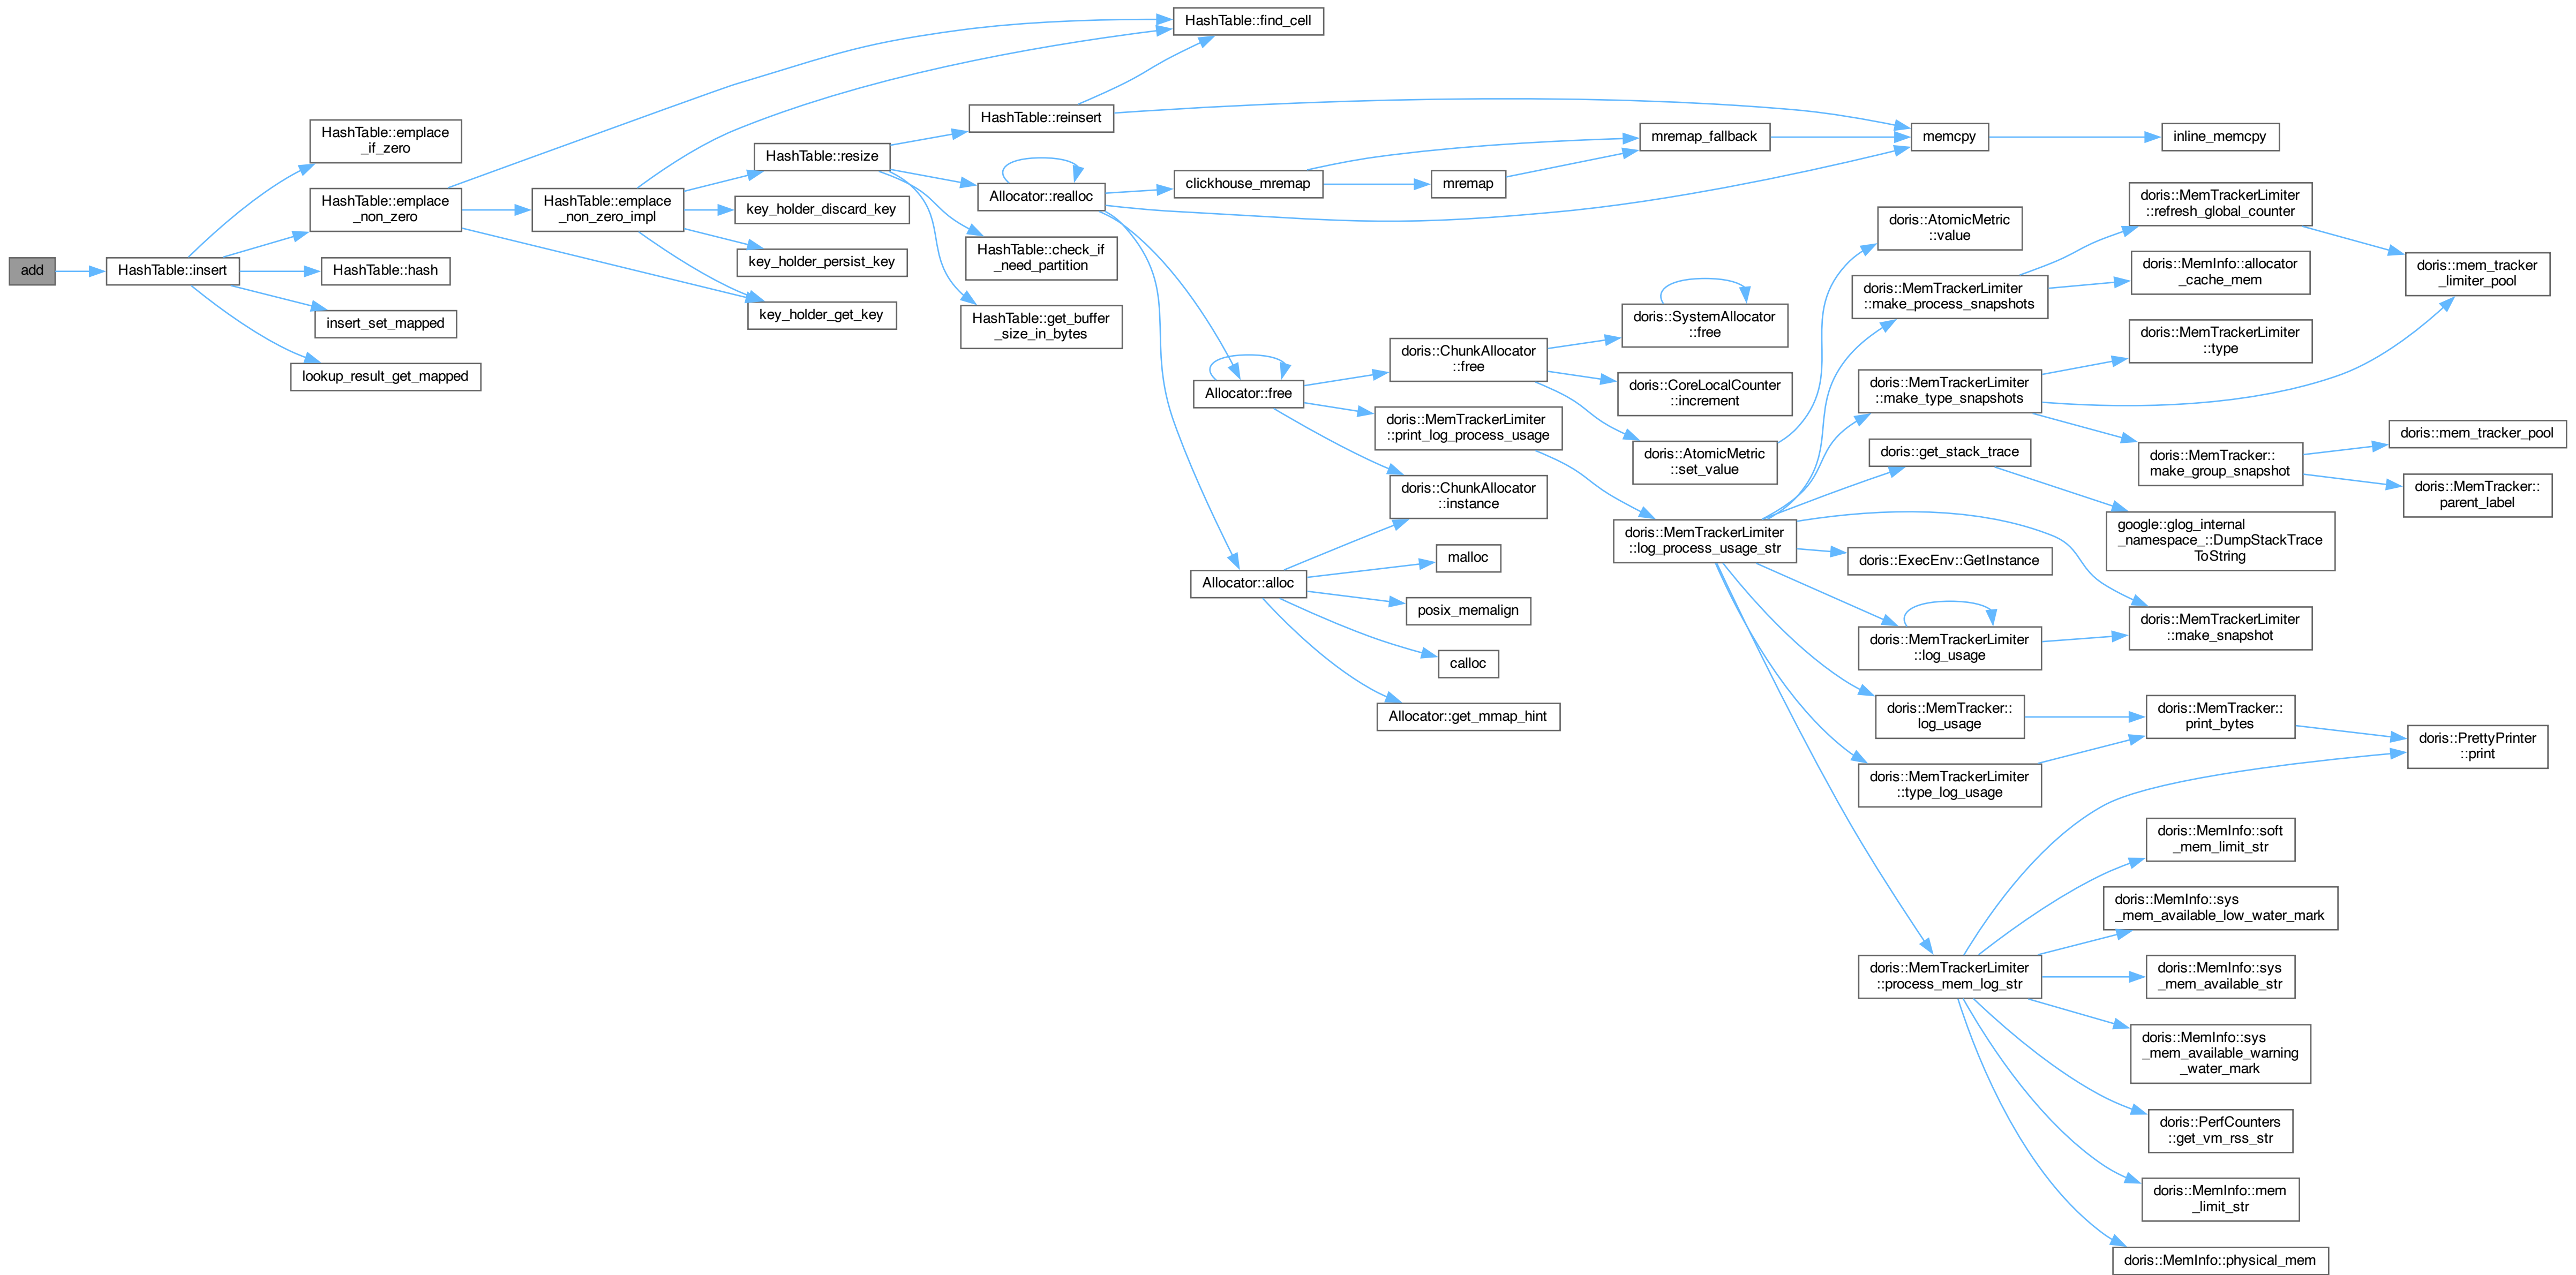 add
HashTable::insert
HashTable::emplace
_if_zero
HashTable::emplace
_non_zero
HashTable::hash
insert_set_mapped
lookup_result_get_mapped
HashTable::emplace
_non_zero_impl
HashTable::resize
key_holder_discard_key
key_holder_persist_key
key_holder_get_key
HashTable::reinsert
Allocator::realloc
HashTable::check_if
_need_partition
HashTable::get_buffer
_size_in_bytes
HashTable::find_cell
clickhouse_mremap
Allocator::free
Allocator::alloc
mremap
doris::ChunkAllocator
::free
doris::MemTrackerLimiter
::print_log_process_usage
doris::ChunkAllocator
::instance
malloc
posix_memalign
calloc
Allocator::get_mmap_hint
mremap_fallback
doris::SystemAllocator
::free
doris::CoreLocalCounter
::increment
doris::AtomicMetric
::set_value
doris::MemTrackerLimiter
::log_process_usage_str
memcpy
doris::AtomicMetric
::value
doris::MemTrackerLimiter
::make_process_snapshots
doris::MemTrackerLimiter
::make_type_snapshots
doris::get_stack_trace
doris::ExecEnv::GetInstance
doris::MemTrackerLimiter
::log_usage
doris::MemTracker::
log_usage
doris::MemTrackerLimiter
::type_log_usage
doris::MemTrackerLimiter
::process_mem_log_str
inline_memcpy
doris::MemTrackerLimiter
::refresh_global_counter
doris::MemInfo::allocator
_cache_mem
doris::MemTrackerLimiter
::type
doris::MemTracker::
make_group_snapshot
google::glog_internal
_namespace_::DumpStackTrace
ToString
doris::MemTrackerLimiter
::make_snapshot
doris::MemTracker::
print_bytes
doris::MemInfo::soft
_mem_limit_str
doris::MemInfo::sys
_mem_available_low_water_mark
doris::MemInfo::sys
_mem_available_str
doris::MemInfo::sys
_mem_available_warning
_water_mark
doris::PerfCounters
::get_vm_rss_str
doris::MemInfo::mem
_limit_str
doris::MemInfo::physical_mem
doris::mem_tracker
_limiter_pool
doris::mem_tracker_pool
doris::MemTracker::
parent_label
doris::PrettyPrinter
::print